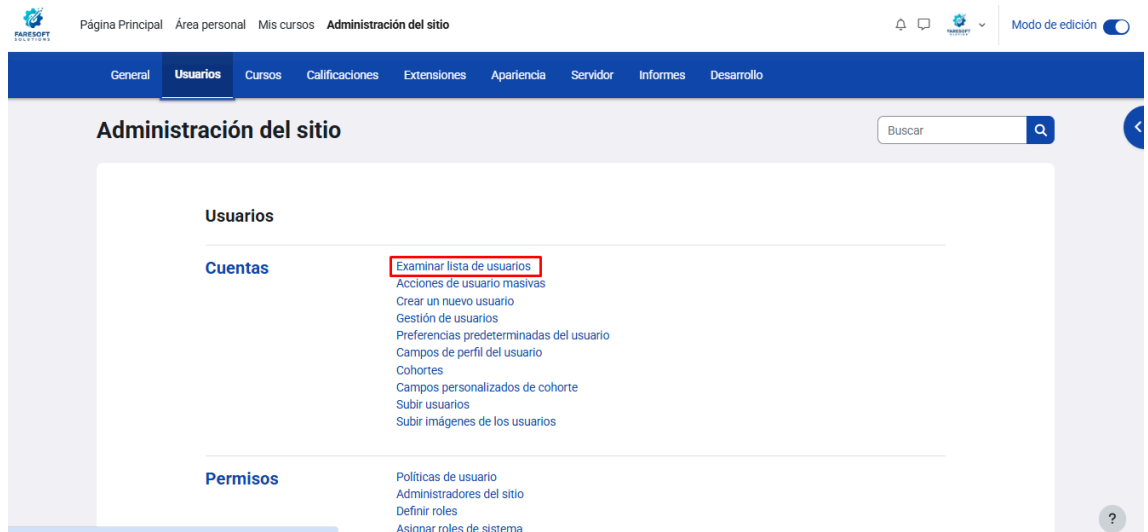 FARESOFT
SOLUTIONS
Página Principal Área personal Mis cursos Administración del sitio
FARESOFT
Modo de edición
General Usuarios Cursos Calificaciones Extensiones Apariencia Servidor Informes Desarrollo
Administración del sitio
Buscar
Usuarios
Cuentas
Examinar lista de usuarios
Acciones de usuario masivas
Crear un nuevo usuario
Gestión de usuarios
Preferencias predeterminadas del usuario
Campos de perfil del usuario
Cohortes
Campos personalizados de cohorte
Subir usuarios
Subir imágenes de los usuarios
Permisos
Políticas de usuario
Administradores del sitio
Definir roles
Asignar roles de sistema
?